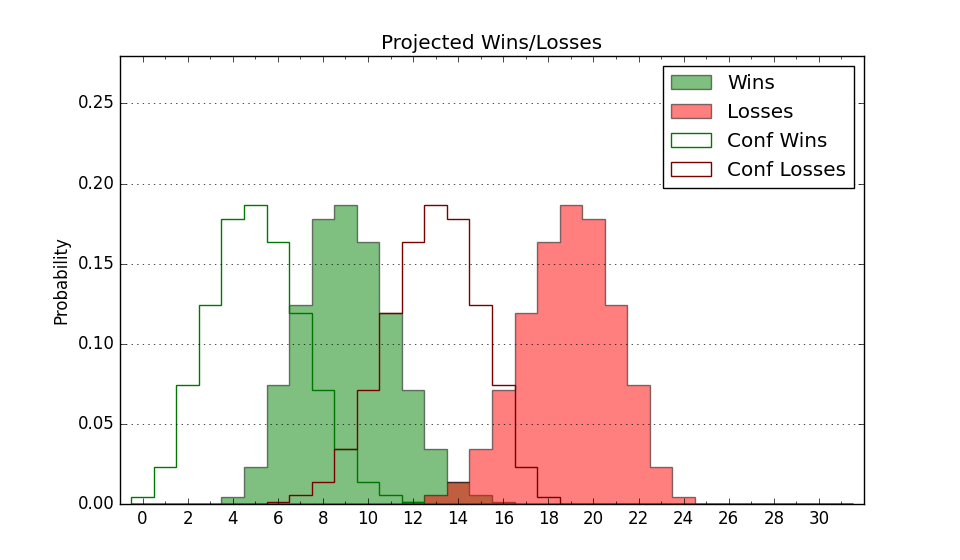 Projected Wins/Losses
Wins
Losses
Conf Wins
Conf Losses
Probability
0.25
0.20
0.15
0.10
0.05
0.00
0 2 4 6 8 10 12 14 16 18 20 22 24 26 28 30